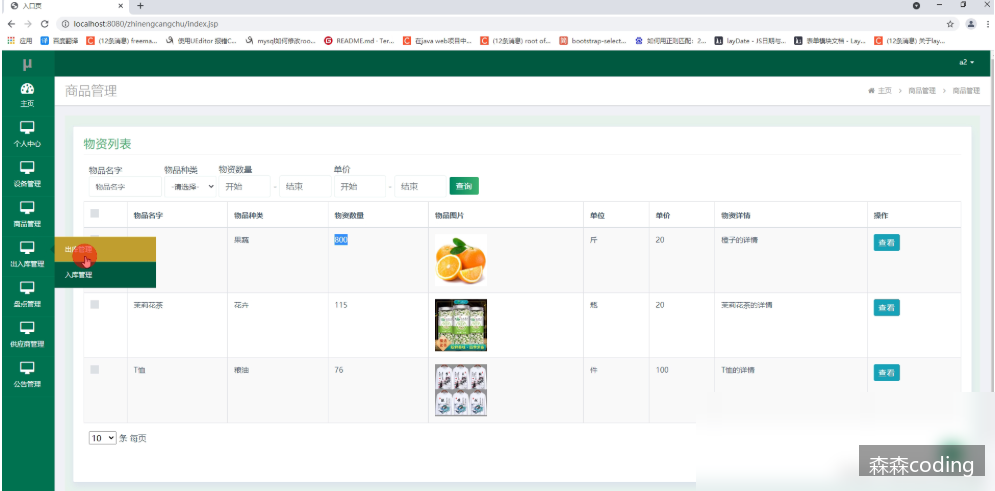 入口页
localhost:8080/zhinengcangchu/index.jsp
应用 百度翻译 (12条消息) freema... 使用UEditor 报错C... mysql如何修改roo... README.md · Ter... 在java web项目中... (12条消息) root of... bootstrap-select... 如何用正则匹配：2... layDate - JS日期与... 表单模块文档 - Lay... (12条消息) 关于lay...
μ
a2
主页
商品管理
主页 > 商品管理 > 商品管理
个人中心
设备管理
商品管理
出入库管理
盘点管理
供应商管理
公告管理
入库管理
物资列表
物品名字 物品种类 物资数量 单价
物品名字 -请选择- 开始 - 结束 开始 - 结束 查询
物品名字 物品种类 物资数量 物品图片 单位 单价 物资详情 操作
果蔬 800 斤 20 橙子的详情 查看
茉莉花茶 花卉 115 瓶 20 茉莉花茶的详情 查看
T恤 粮油 76 件 100 T恤的详情 查看
10 条 每页
森森coding